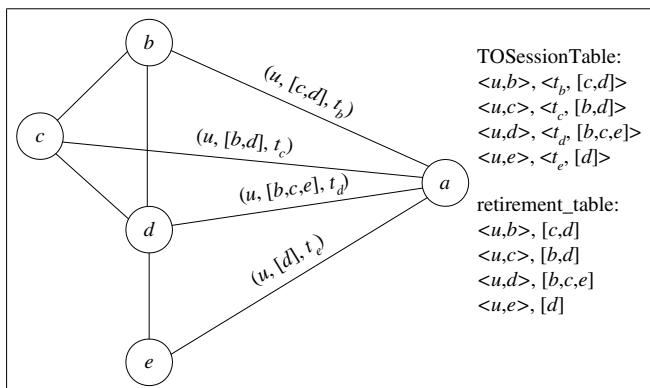 b
c
d
e
a
(u, [c,d], t_b)
(u, [b,d], t_c)
(u, [b,c,e], t_d)
(u, [d], t_e)
TOSessionTable:
<u,b>, <t_b, [c,d]>
<u,c>, <t_c, [b,d]>
<u,d>, <t_d, [b,c,e]>
<u,e>, <t_e, [d]>
retirement_table:
<u,b>, [c,d]
<u,c>, [b,d]
<u,d>, [b,c,e]
<u,e>, [d]